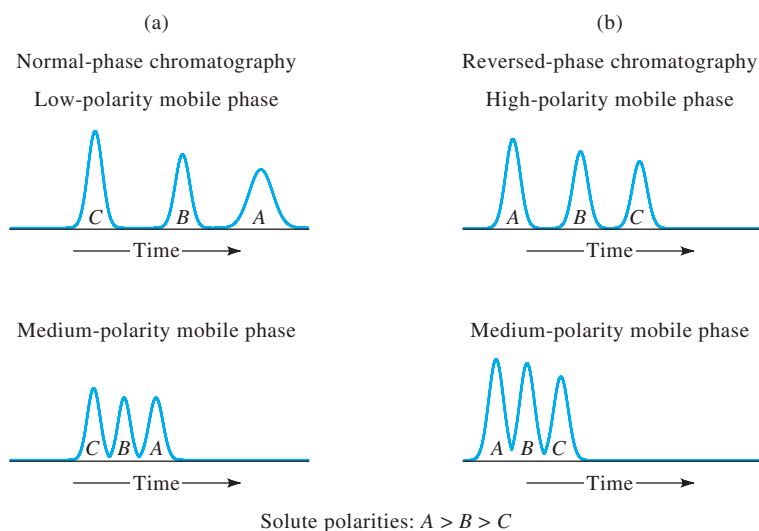 (a)
Normal-phase chromatography
Low-polarity mobile phase
C B A
Time
Medium-polarity mobile phase
C B A
Time
(b)
Reversed-phase chromatography
High-polarity mobile phase
A B C
Time
Medium-polarity mobile phase
A B C
Time
Solute polarities: A > B > C